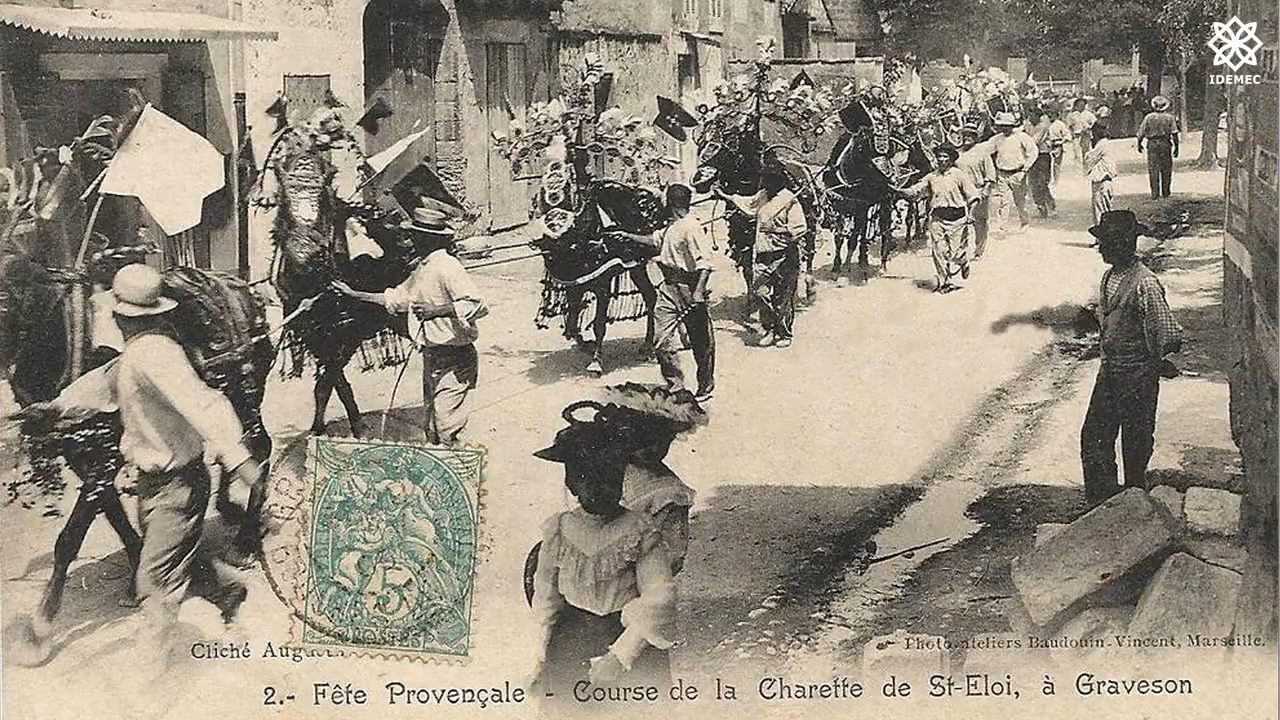 IDEMEC
5
Cliché
Photo-ateliers Baudouin-Vincent, Marseille.
2.- Fête Provençale - Course de la Charette de St-Eloi, à Graveson